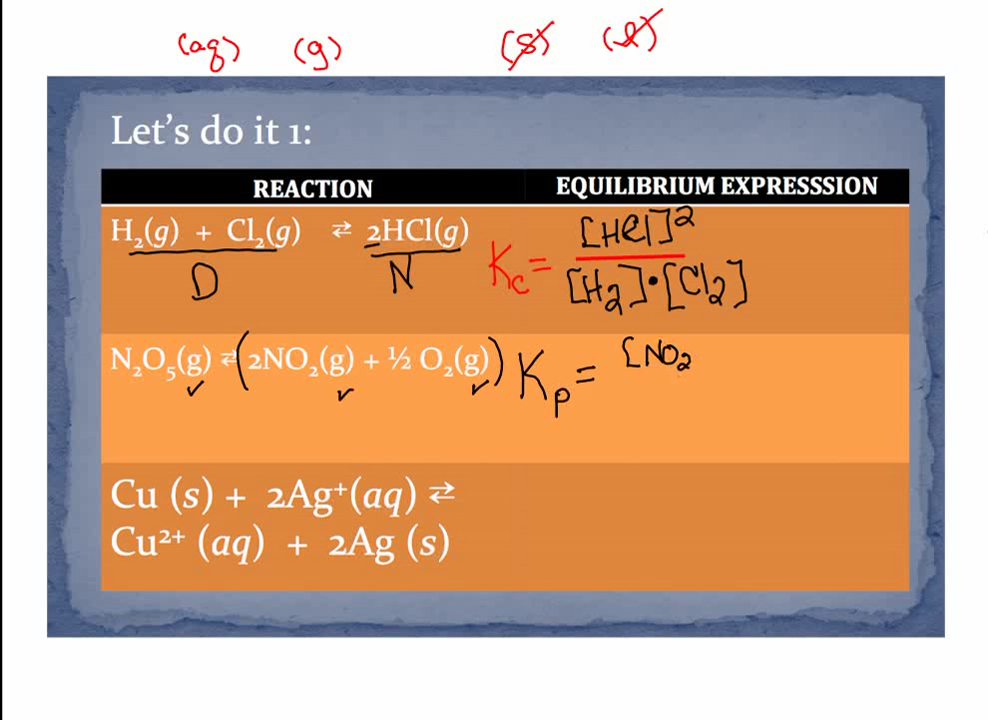 (aq) (g) (s) (l)
Let's do it 1:
REACTION EQUILIBRIUM EXPRESSSION
H₂(g) + Cl₂(g) ⇄ 2HCl(g) Kc = [HCl]²
D N [H₂]•[Cl₂]
N₂O₅(g) ⇄ (2NO₂(g) + ½ O₂(g)) Kp = [NO₂
Cu (s) + 2Ag⁺(aq) ⇄
Cu²⁺ (aq) + 2Ag (s)